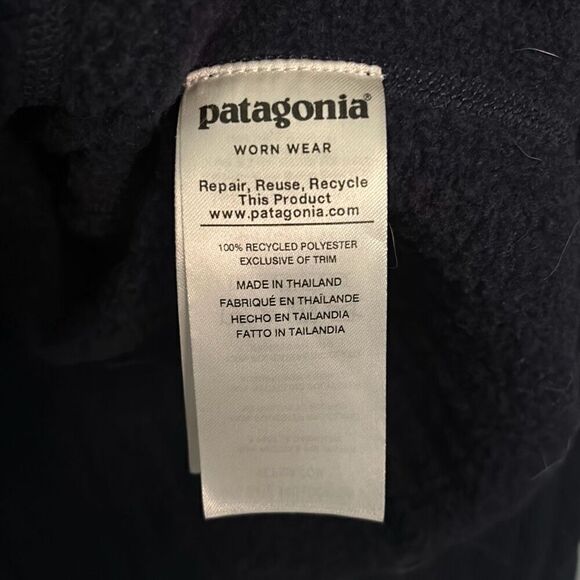 patagonia®
WORN WEAR
Repair, Reuse, Recycle
This Product
www.patagonia.com
100% RECYCLED POLYESTER
EXCLUSIVE OF TRIM
MADE IN THAILAND
FABRIQUÉ EN THAÏLANDE
HECHO EN TAILANDIA
FATTO IN TAILANDIA